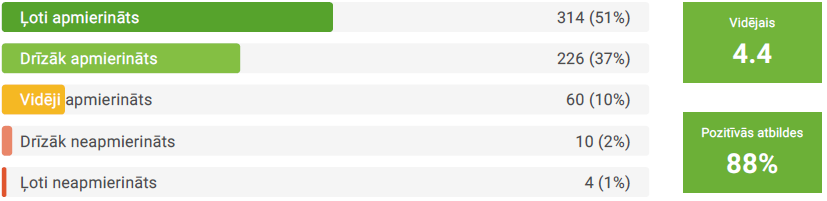 Ļoti apmierināts 314 (51%)
Drīzāk apmierināts 226 (37%)
Vidēji apmierināts 60 (10%)
Drīzāk neapmierināts 10 (2%)
Ļoti neapmierināts 4 (1%)
Vidējais
4.4
Pozitīvās atbildes
88%